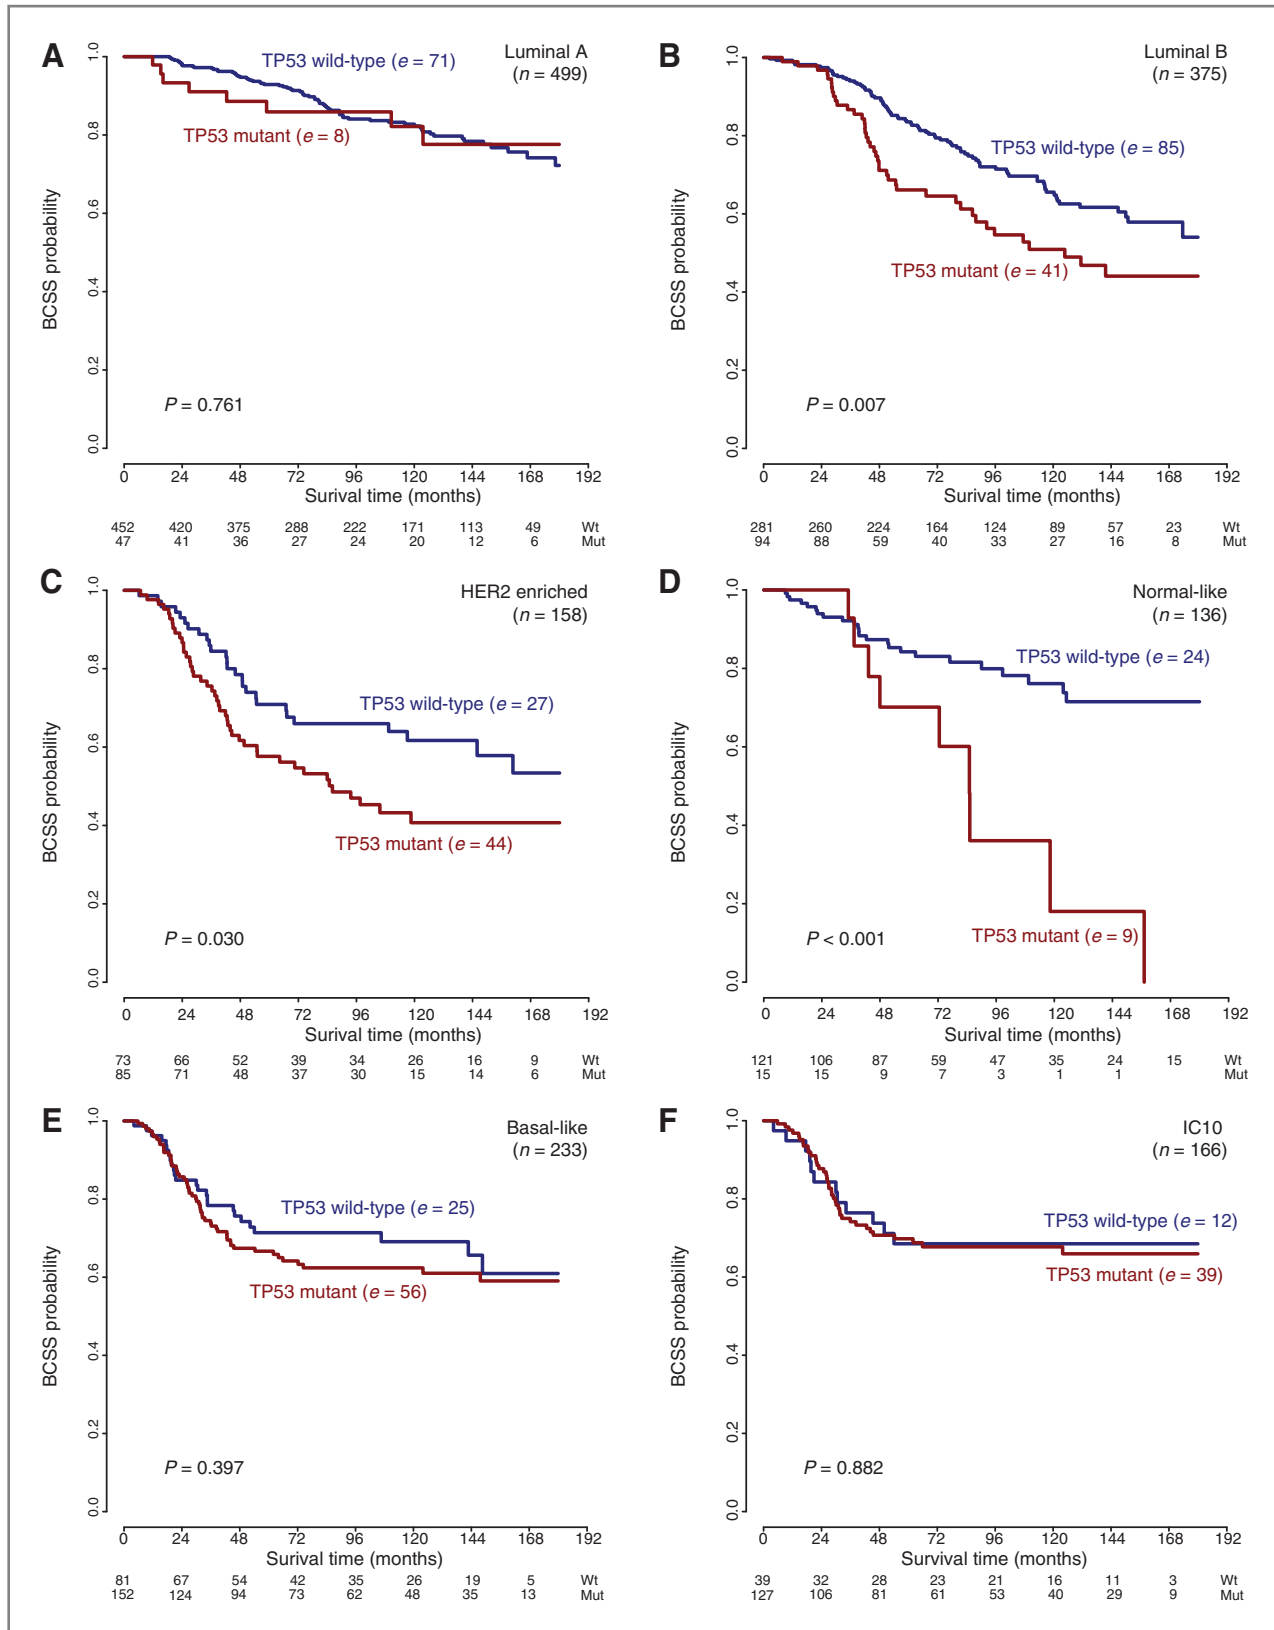 A
Luminal A
(n = 499)
TP53 wild-type (e = 71)
TP53 mutant (e = 8)
BCSS probability
1.0
0.8
0.6
0.4
0.2
0.0
P = 0.761
0 24 48 72 96 120 144 168 192
Surival time (months)
452 420 375 288 222 171 113 49 Wt
47 41 36 27 24 20 12 6 Mut
B
Luminal B
(n = 375)
TP53 wild-type (e = 85)
TP53 mutant (e = 41)
BCSS probability
1.0
0.8
0.6
0.4
0.2
0.0
P = 0.007
0 24 48 72 96 120 144 168 192
Surival time (months)
281 260 224 164 124 89 57 23 Wt
94 88 59 40 33 27 16 8 Mut
C
HER2 enriched
(n = 158)
TP53 wild-type (e = 27)
TP53 mutant (e = 44)
BCSS probability
1.0
0.8
0.6
0.4
0.2
0.0
P = 0.030
0 24 48 72 96 120 144 168 192
Surival time (months)
73 66 52 39 34 26 16 9 Wt
85 71 48 37 30 15 14 6 Mut
D
Normal-like
(n = 136)
TP53 wild-type (e = 24)
TP53 mutant (e = 9)
BCSS probability
1.0
0.8
0.6
0.4
0.2
0.0
P < 0.001
0 24 48 72 96 120 144 168 192
Surival time (months)
121 106 87 59 47 35 24 15 Wt
15 15 9 7 3 1 1 Mut
E
Basal-like
(n = 233)
TP53 wild-type (e = 25)
TP53 mutant (e = 56)
BCSS probability
1.0
0.8
0.6
0.4
0.2
0.0
P = 0.397
0 24 48 72 96 120 144 168 192
Surival time (months)
81 67 54 42 35 26 19 5 Wt
152 124 94 73 62 48 35 13 Mut
F
IC10
(n = 166)
TP53 wild-type (e = 12)
TP53 mutant (e = 39)
BCSS probability
1.0
0.8
0.6
0.4
0.2
0.0
P = 0.882
0 24 48 72 96 120 144 168 192
Survival time (months)
39 32 28 23 21 16 11 3 Wt
127 106 81 61 53 40 29 9 Mut